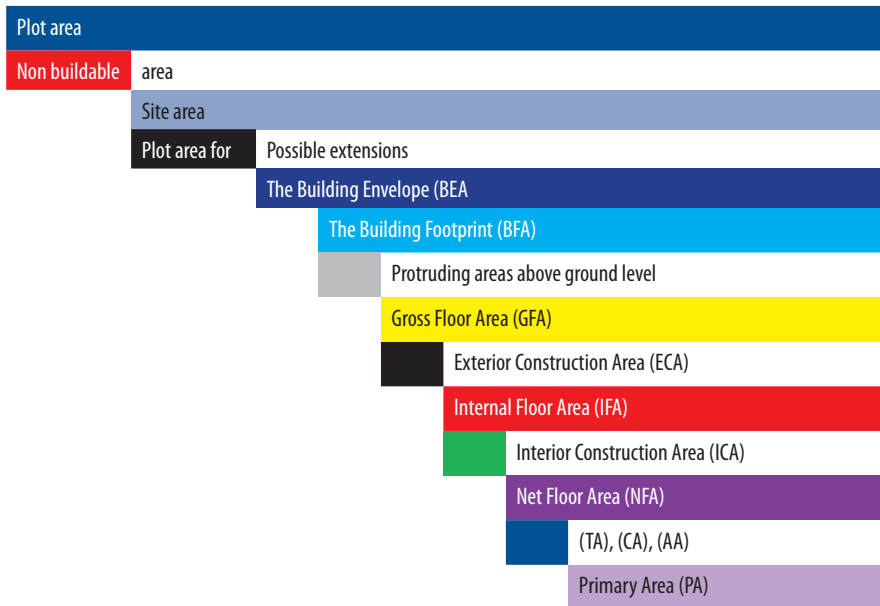 Plot area
Non buildable area
Site area
Plot area for Possible extensions
The Building Envelope (BEA
The Building Footprint (BFA)
Protruding areas above ground level
Gross Floor Area (GFA)
Exterior Construction Area (ECA)
Internal Floor Area (IFA)
Interior Construction Area (ICA)
Net Floor Area (NFA)
(TA), (CA), (AA)
Primary Area (PA)